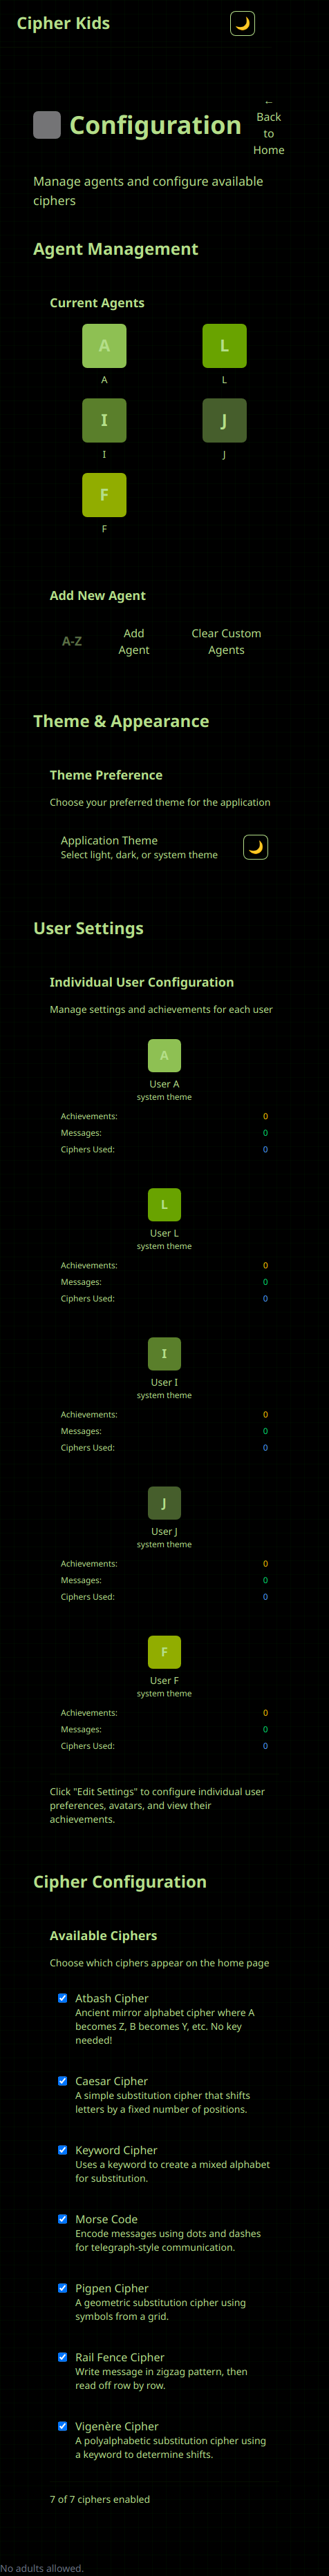 Cipher Kids
Configuration
←
Back
to
Home
Manage agents and configure available
ciphers
Agent Management
Current Agents
A
A
L
L
I
I
J
J
F
F
Add New Agent
A-Z
Add
Agent
Clear Custom
Agents
Theme & Appearance
Theme Preference
Choose your preferred theme for the application
Application Theme
Select light, dark, or system theme
User Settings
Individual User Configuration
Manage settings and achievements for each user
A
User A
system theme
Achievements: 0
Messages: 0
Ciphers Used: 0
L
User L
system theme
Achievements: 0
Messages: 0
Ciphers Used: 0
I
User I
system theme
Achievements: 0
Messages: 0
Ciphers Used: 0
J
User J
system theme
Achievements: 0
Messages: 0
Ciphers Used: 0
F
User F
system theme
Achievements: 0
Messages: 0
Ciphers Used: 0
Click "Edit Settings" to configure individual user
preferences, avatars, and view their
achievements.
Cipher Configuration
Available Ciphers
Choose which ciphers appear on the home page
Atbash Cipher
Ancient mirror alphabet cipher where A
becomes Z, B becomes Y, etc. No key
needed!
Caesar Cipher
A simple substitution cipher that shifts
letters by a fixed number of positions.
Keyword Cipher
Uses a keyword to create a mixed alphabet
for substitution.
Morse Code
Encode messages using dots and dashes
for telegraph-style communication.
Pigpen Cipher
A geometric substitution cipher using
symbols from a grid.
Rail Fence Cipher
Write message in zigzag pattern, then
read off row by row.
Vigenère Cipher
A polyalphabetic substitution cipher using
a keyword to determine shifts.
7 of 7 ciphers enabled
No adults allowed.